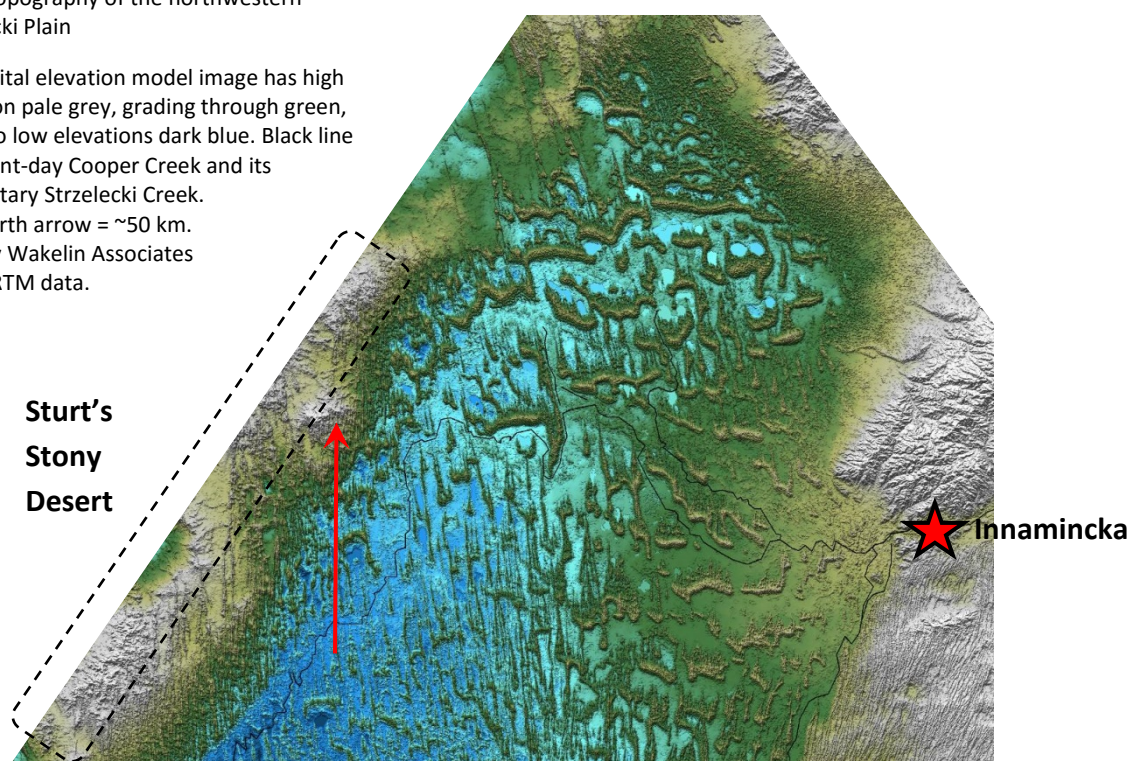 opography of the northwestern
cki Plain
ital elevation model image has high
on pale grey, grading through green,
o low elevations dark blue. Black line
nt-day Cooper Creek and its
tary Strzelecki Creek.
rth arrow = ~50 km.
y Wakelin Associates
RTM data.
Sturt's
Stony
Desert
Innamincka